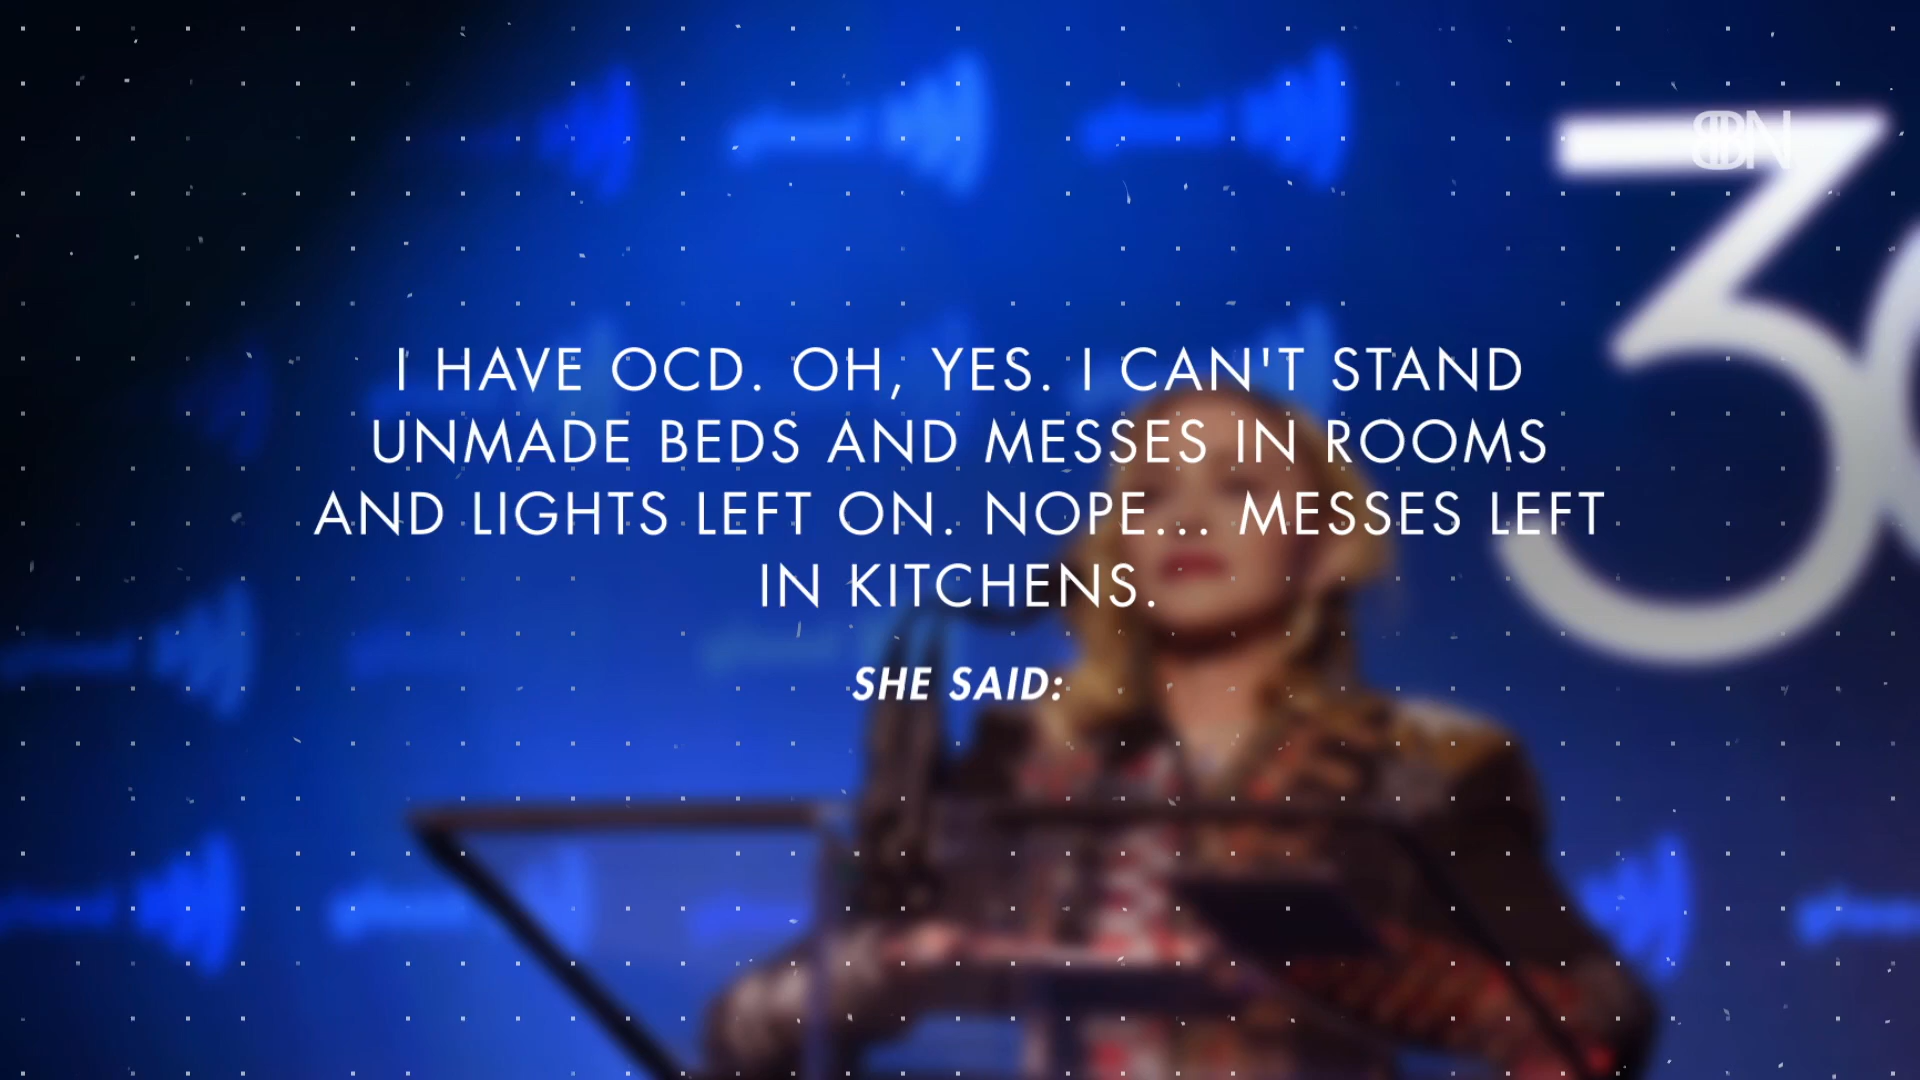 I HAVE OCD. OH, YES. I CAN'T STAND
UNMADE BEDS AND MESSES IN ROOMS
AND LIGHTS LEFT ON. NOPE... MESSES LEFT
IN KITCHENS.
SHE SAID: